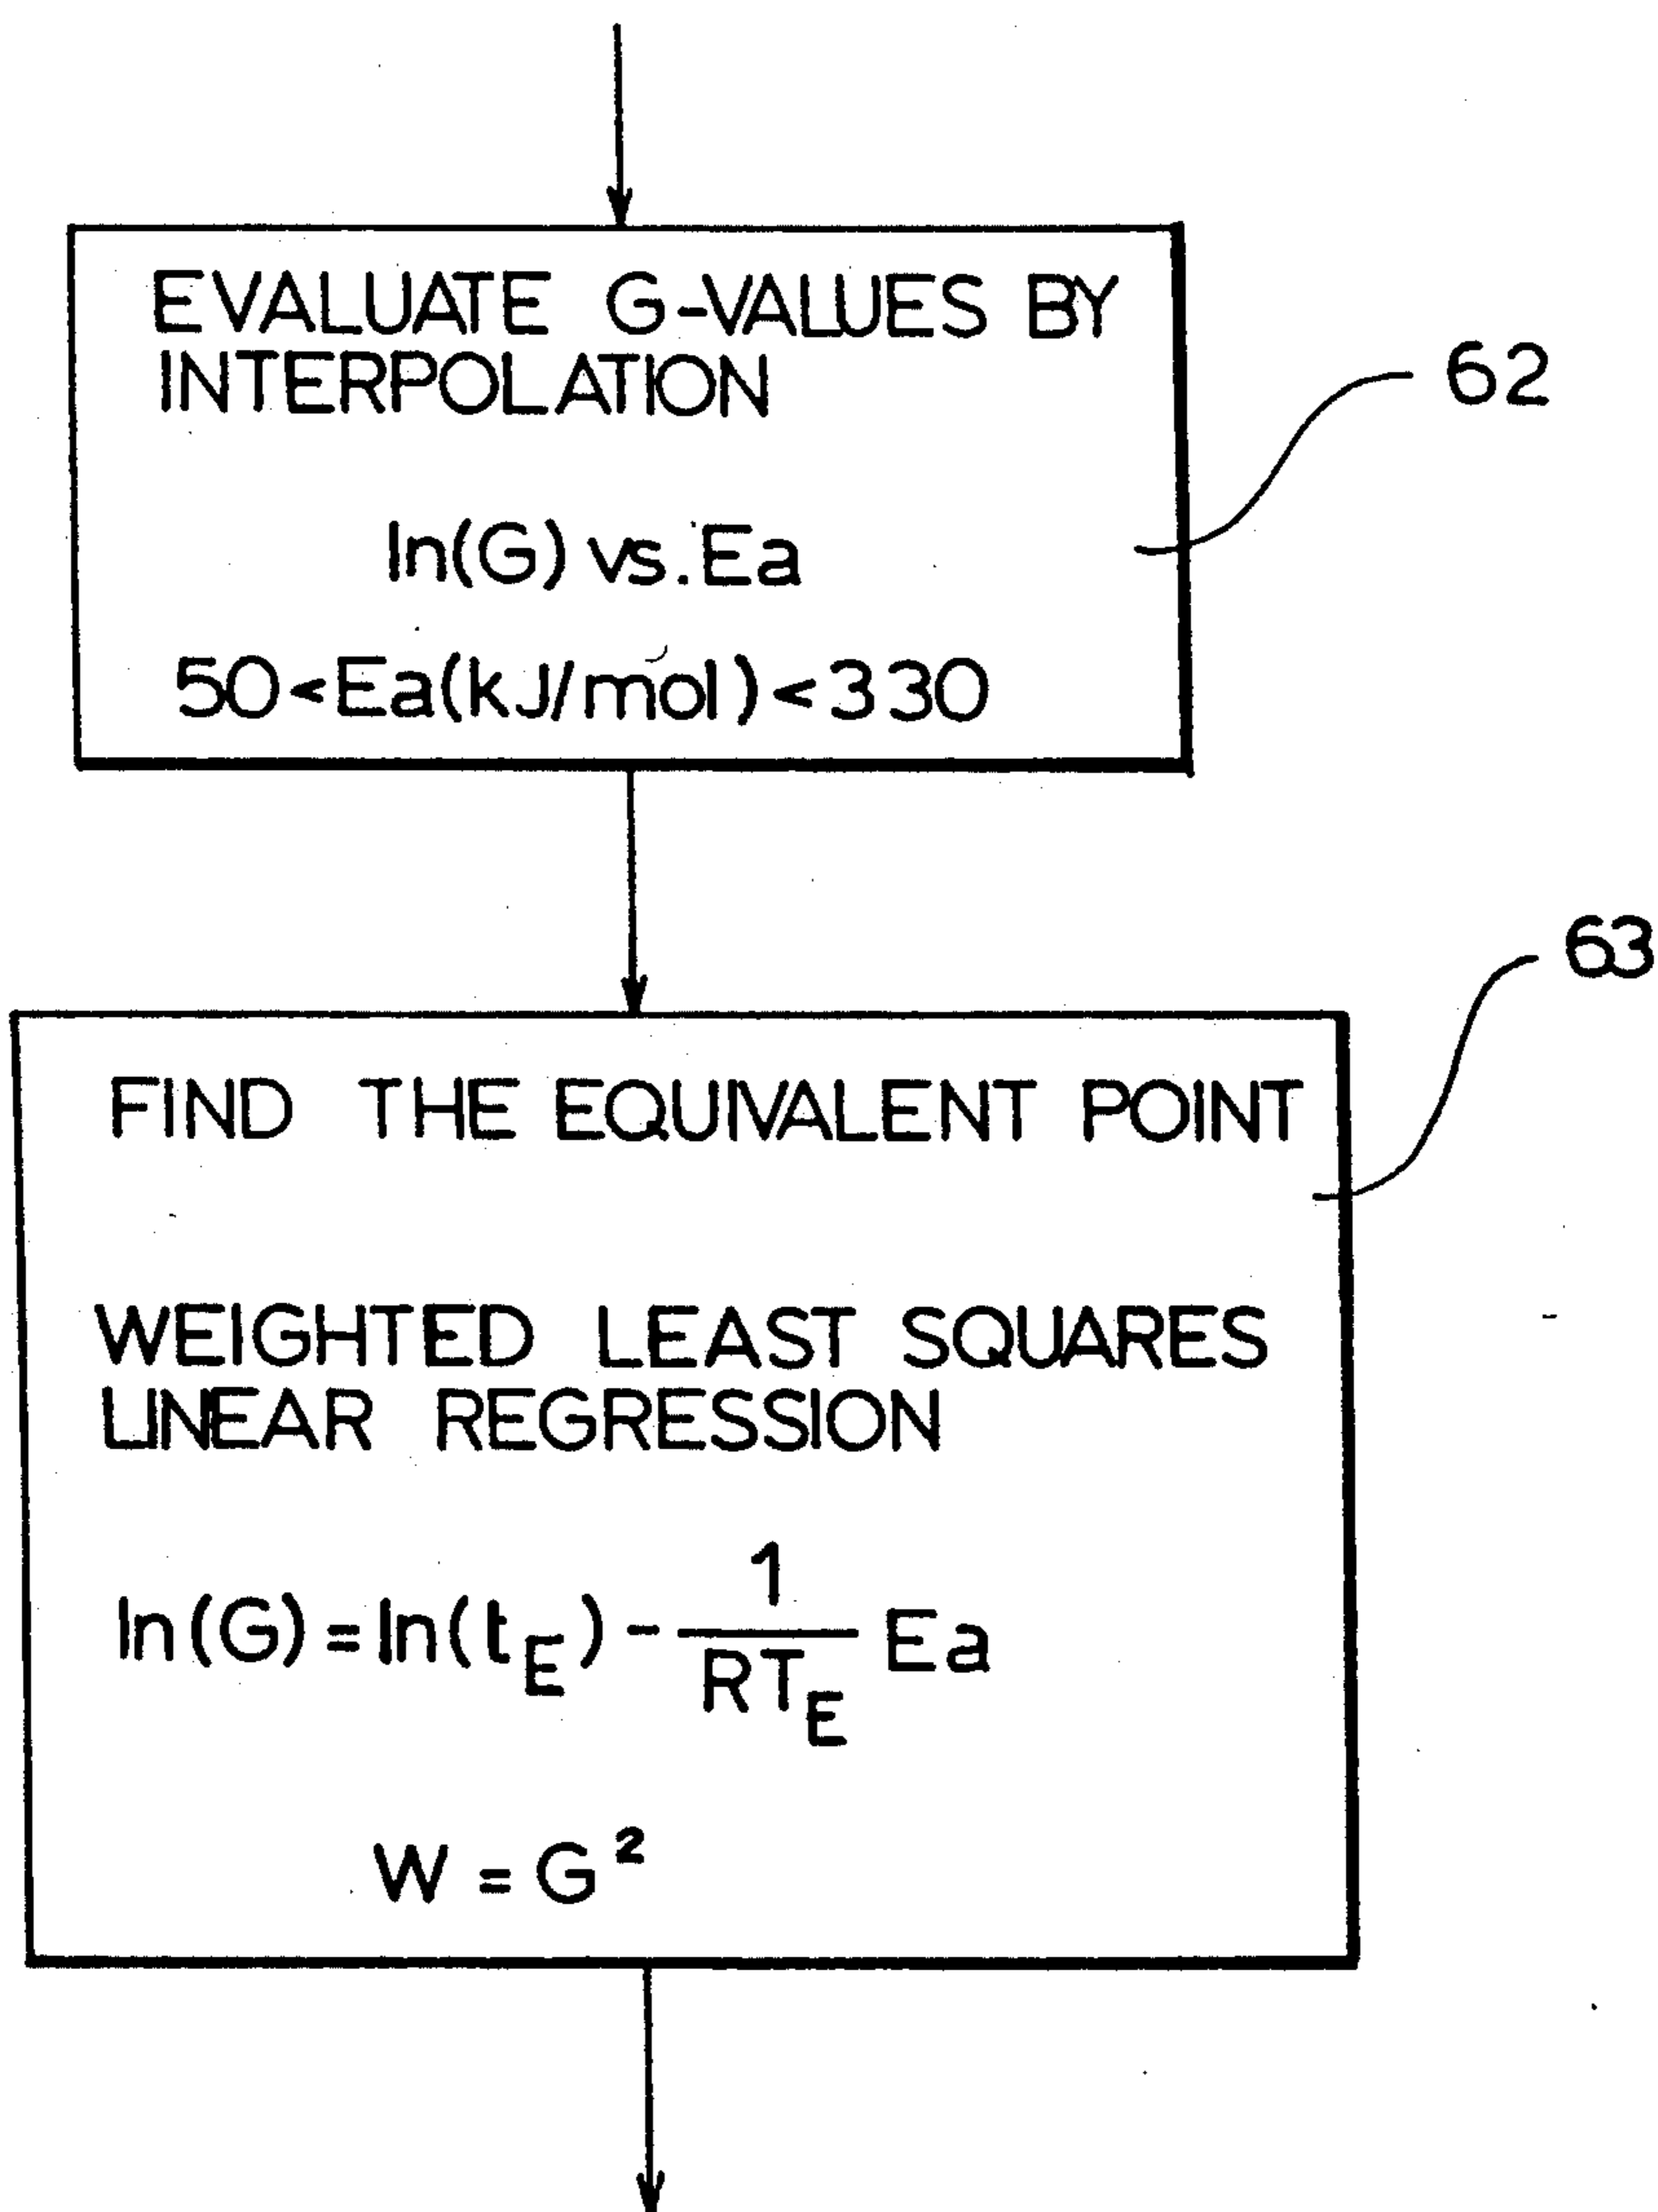 EVALUATE G-VALUES BY
INTERPOLATION
62
ln(G) vs. Ea
50<Ea(kJ/mol)<330
63
FIND THE EQUIVALENT POINT
WEIGHTED LEAST SQUARES
LINEAR REGRESSION
ln(G)=ln(t_E)-\frac{1}{RT_E} Ea
W=G²